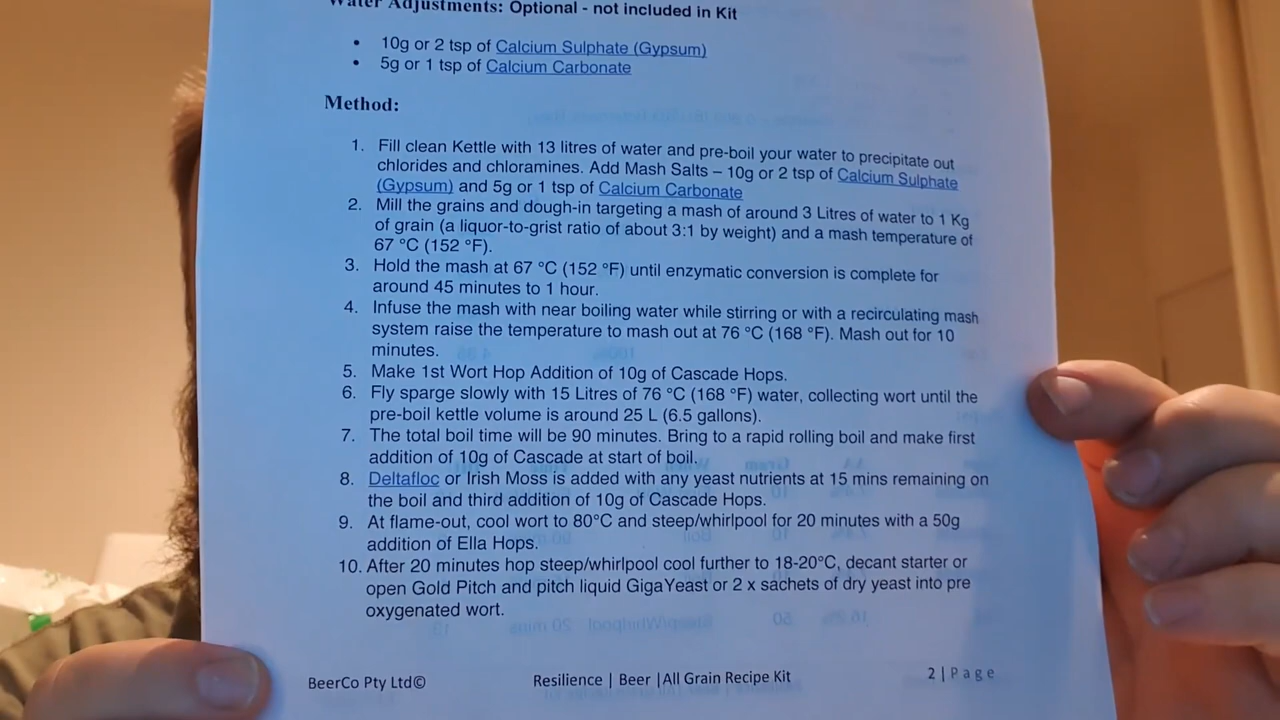 Water Adjustments: Optional - not included in Kit
• 10g or 2 tsp of Calcium Sulphate (Gypsum)
• 5g or 1 tsp of Calcium Carbonate
Method:
1. Fill clean Kettle with 13 litres of water and pre-boil your water to precipitate out
chlorides and chloramines. Add Mash Salts – 10g or 2 tsp of Calcium Sulphate
(Gypsum) and 5g or 1 tsp of Calcium Carbonate
2. Mill the grains and dough-in targeting a mash of around 3 Litres of water to 1 Kg
of grain (a liquor-to-grist ratio of about 3:1 by weight) and a mash temperature of
67 °C (152 °F).
3. Hold the mash at 67 °C (152 °F) until enzymatic conversion is complete for
around 45 minutes to 1 hour.
4. Infuse the mash with near boiling water while stirring or with a recirculating mash
system raise the temperature to mash out at 76 °C (168 °F). Mash out for 10
minutes.
5. Make 1st Wort Hop Addition of 10g of Cascade Hops.
6. Fly sparge slowly with 15 Litres of 76 °C (168 °F) water, collecting wort until the
pre-boil kettle volume is around 25 L (6.5 gallons).
7. The total boil time will be 90 minutes. Bring to a rapid rolling boil and make first
addition of 10g of Cascade at start of boil.
8. Deltafloc or Irish Moss is added with any yeast nutrients at 15 mins remaining on
the boil and third addition of 10g of Cascade Hops.
9. At flame-out, cool wort to 80°C and steep/whirlpool for 20 minutes with a 50g
addition of Ella Hops.
10. After 20 minutes hop steep/whirlpool cool further to 18-20°C, decant starter or
open Gold Pitch and pitch liquid GigaYeast or 2 x sachets of dry yeast into pre
oxygenated wort.
BeerCo Pty Ltd© Resilience | Beer |All Grain Recipe Kit 2 | P a g e